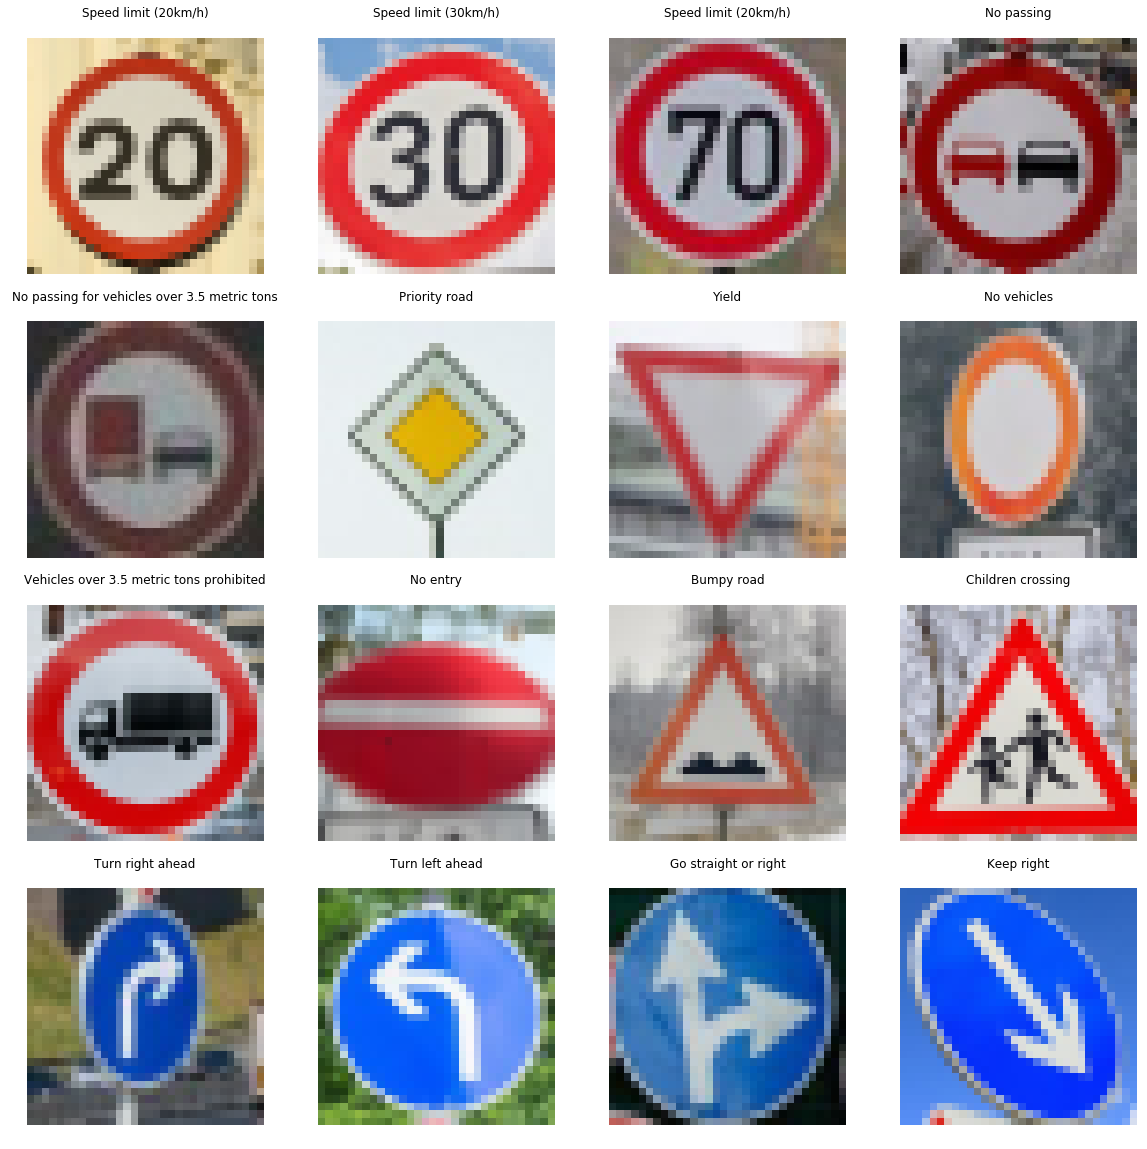 Speed limit (20km/h)
Speed limit (30km/h)
Speed limit (20km/h)
No passing
20
30
70
No passing for vehicles over 3.5 metric tons
Priority road
Yield
No vehicles
Vehicles over 3.5 metric tons prohibited
No entry
Bumpy road
Children crossing
Turn right ahead
Turn left ahead
Go straight or right
Keep right